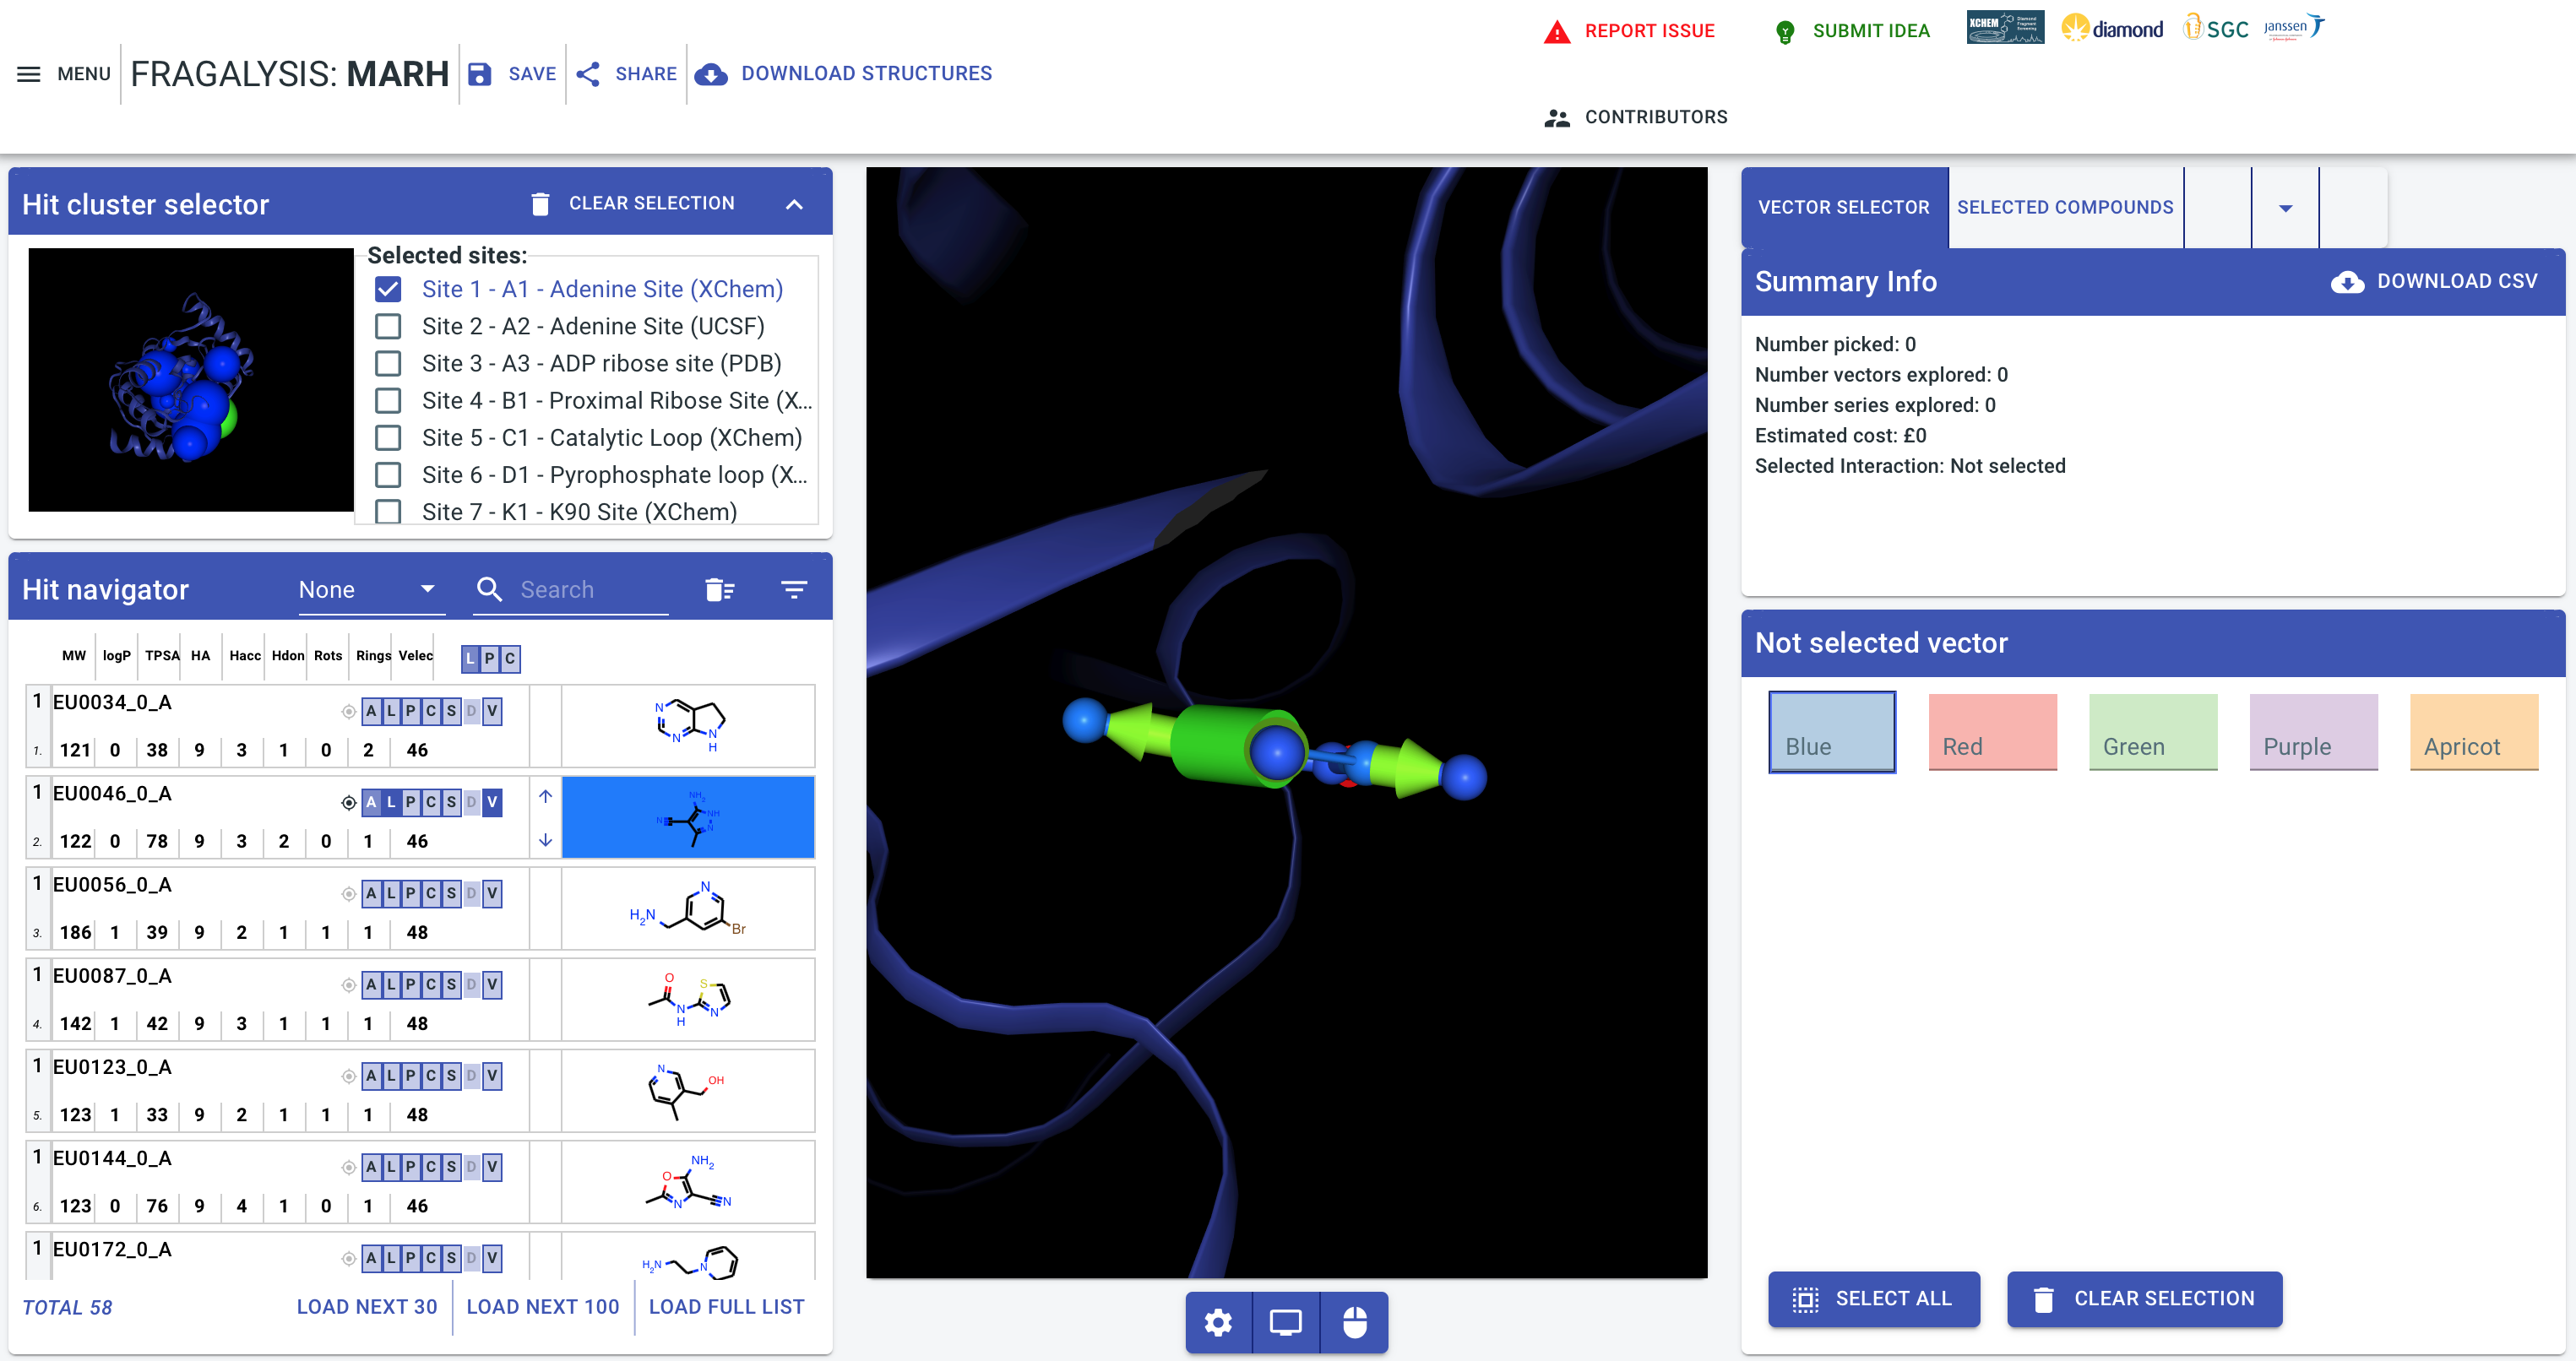 MENU
FRAGALYSIS: MARH
SAVE
SHARE
DOWNLOAD STRUCTURES
REPORT ISSUE
SUBMIT IDEA
XCHEM
Diamond
Fragment
Screening
diamond
SGC
janssen
CONTRIBUTORS
Hit cluster selector
CLEAR SELECTION
Selected sites:
Site 1 - A1 - Adenine Site (XChem)
Site 2 - A2 - Adenine Site (UCSF)
Site 3 - A3 - ADP ribose site (PDB)
Site 4 - B1 - Proximal Ribose Site (X...
Site 5 - C1 - Catalytic Loop (XChem)
Site 6 - D1 - Pyrophosphate loop (X...
Site 7 - K1 - K90 Site (XChem)
Hit navigator
None
Search
MW logP TPSA HA Hacc Hdon Rots Rings Velec L P C
1 EU0034_0_A A L P C S D V
1. 121 0 38 9 3 1 0 2 46
N N N N H
1 EU0046_0_A A L P C S D V
2. 122 0 78 9 3 2 0 1 46
NH2 N NH N
1 EU0056_0_A A L P C S D V
3. 186 1 39 9 2 1 1 1 48
N H2N Br
1 EU0087_0_A A L P C S D V
4. 142 1 42 9 3 1 1 1 48
O S N H N
1 EU0123_0_A A L P C S D V
5. 123 1 33 9 2 1 1 1 48
N OH
1 EU0144_0_A A L P C S D V
6. 123 0 76 9 4 1 0 1 46
NH2 O N N
1 EU0172_0_A A L P C S D V
H2N N
TOTAL 58
LOAD NEXT 30
LOAD NEXT 100
LOAD FULL LIST
VECTOR SELECTOR
SELECTED COMPOUNDS
Summary Info
DOWNLOAD CSV
Number picked: 0
Number vectors explored: 0
Number series explored: 0
Estimated cost: £0
Selected Interaction: Not selected
Not selected vector
Blue
Red
Green
Purple
Apricot
SELECT ALL
CLEAR SELECTION